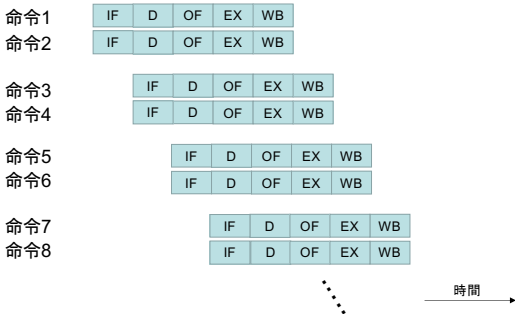 命令1 IF D OF EX WB
命令2 IF D OF EX WB
命令3 IF D OF EX WB
命令4 IF D OF EX WB
命令5 IF D OF EX WB
命令6 IF D OF EX WB
命令7 IF D OF EX WB
命令8 IF D OF EX WB
時間